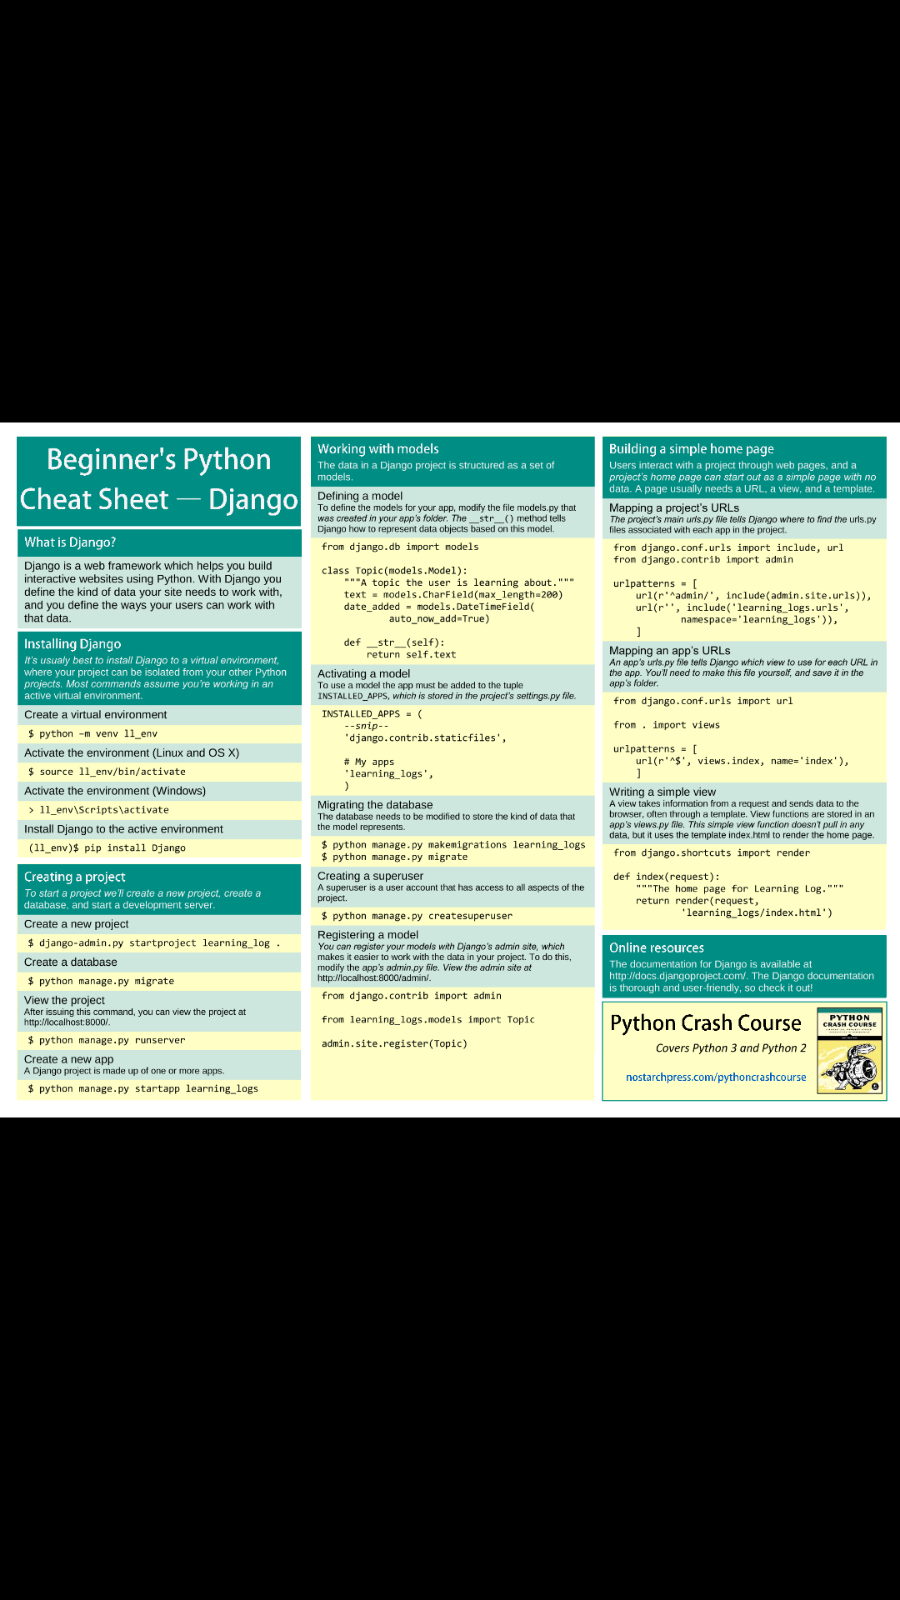 Beginner's Python
Cheat Sheet — Django
What is Django?
Django is a web framework which helps you build
interactive websites using Python. With Django you
define the kind of data your site needs to work with,
and you define the ways your users can work with
that data.
Installing Django
It's usualy best to install Django to a virtual environment,
where your project can be isolated from your other Python
projects. Most commands assume you're working in an
active virtual environment.
Create a virtual environment
$ python –m venv ll_env
Activate the environment (Linux and OS X)
$ source ll_env/bin/activate
Activate the environment (Windows)
> ll_env\Scripts\activate
Install Django to the active environment
(ll_env)$ pip install Django
Creating a project
To start a project we'll create a new project, create a
database, and start a development server.
Create a new project
$ django-admin.py startproject learning_log .
Create a database
$ python manage.py migrate
View the project
After issuing this command, you can view the project at
http://localhost:8000/.
$ python manage.py runserver
Create a new app
A Django project is made up of one or more apps.
$ python manage.py startapp learning_logs
Working with models
The data in a Django project is structured as a set of
models.
Defining a model
To define the models for your app, modify the file models.py that
was created in your app's folder. The __str__() method tells
Django how to represent data objects based on this model.
from django.db import models
class Topic(models.Model):
"""A topic the user is learning about."""
text = models.CharField(max_length=200)
date_added = models.DateTimeField(
auto_now_add=True)
def __str__(self):
return self.text
Activating a model
To use a model the app must be added to the tuple
INSTALLED_APPS, which is stored in the project's settings.py file.
INSTALLED_APPS = (
--snip--
'django.contrib.staticfiles',
# My apps
'learning_logs',
)
Migrating the database
The database needs to be modified to store the kind of data that
the model represents.
$ python manage.py makemigrations learning_logs
$ python manage.py migrate
Creating a superuser
A superuser is a user account that has access to all aspects of the
project.
$ python manage.py createsuperuser
Registering a model
You can register your models with Django's admin site, which
makes it easier to work with the data in your project. To do this,
modify the app's admin.py file. View the admin site at
http://localhost:8000/admin/.
from django.contrib import admin
from learning_logs.models import Topic
admin.site.register(Topic)
Building a simple home page
Users interact with a project through web pages, and a
project's home page can start out as a simple page with no
data. A page usually needs a URL, a view, and a template.
Mapping a project's URLs
The project's main urls.py file tells Django where to find the urls.py
files associated with each app in the project.
from django.conf.urls import include, url
from django.contrib import admin
urlpatterns = [
url(r'^admin/', include(admin.site.urls)),
url(r'', include('learning_logs.urls',
namespace='learning_logs')),
]
Mapping an app's URLs
An app's urls.py file tells Django which view to use for each URL in
the app. You'll need to make this file yourself, and save it in the
app's folder.
from django.conf.urls import url
from . import views
urlpatterns = [
url(r'^$', views.index, name='index'),
]
Writing a simple view
A view takes information from a request and sends data to the
browser, often through a template. View functions are stored in an
app's views.py file. This simple view function doesn't pull in any
data, but it uses the template index.html to render the home page.
from django.shortcuts import render
def index(request):
"""The home page for Learning Log."""
return render(request,
'learning_logs/index.html')
Online resources
The documentation for Django is available at
http://docs.djangoproject.com/. The Django documentation
is thorough and user-friendly, so check it out!
Python Crash Course
Covers Python 3 and Python 2
nostarchpress.com/pythoncrashcourse
PYTHON
CRASH COURSE